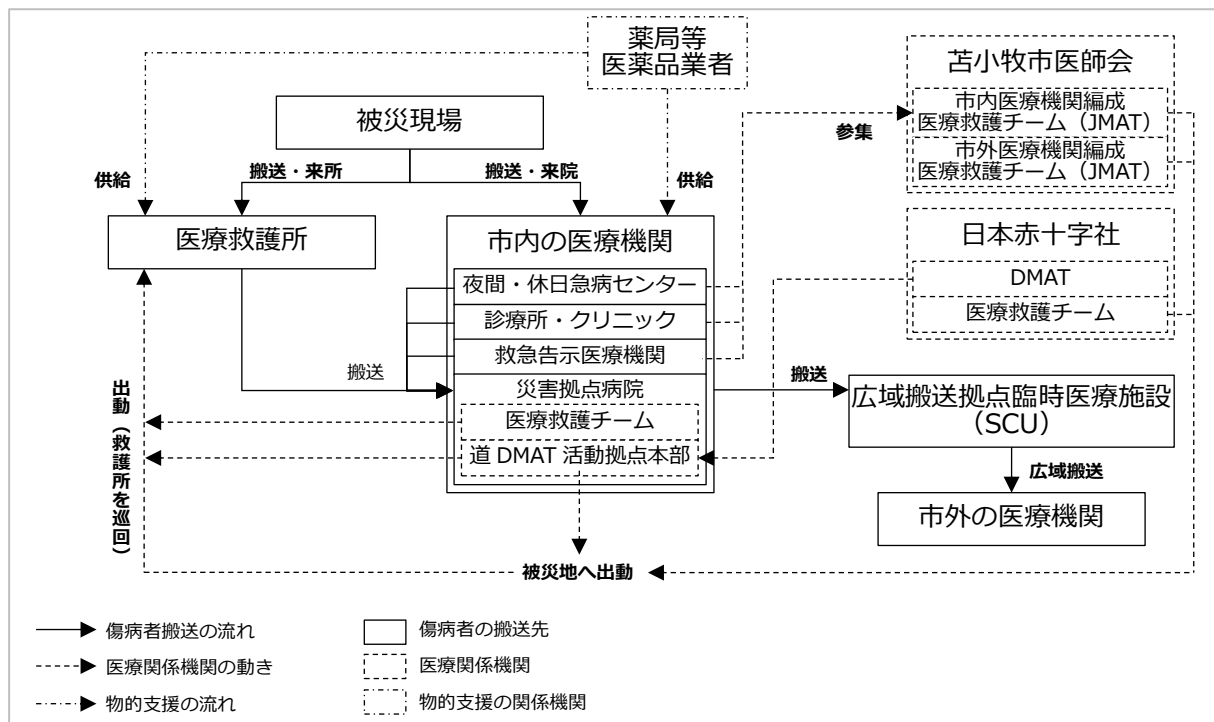 薬局等
医薬品業者
苫小牧市医師会
市内医療機関編成
医療救護チーム（JMAT）
市外医療機関編成
医療救護チーム（JMAT）
被災現場
参集
搬送・来所
搬送・来院
供給
供給
医療救護所
市内の医療機関
日本赤十字社
夜間・休日急病センター
DMAT
診療所・クリニック
医療救護チーム
救急告示医療機関
搬送
災害拠点病院
搬送
広域搬送拠点臨時医療施設
（SCU）
医療救護チーム
道 DMAT 活動拠点本部
出動（救護所を巡回）
広域搬送
市外の医療機関
被災地へ出動
傷病者搬送の流れ
傷病者の搬送先
医療関係機関の動き
医療関係機関
物的支援の流れ
物的支援の関係機関